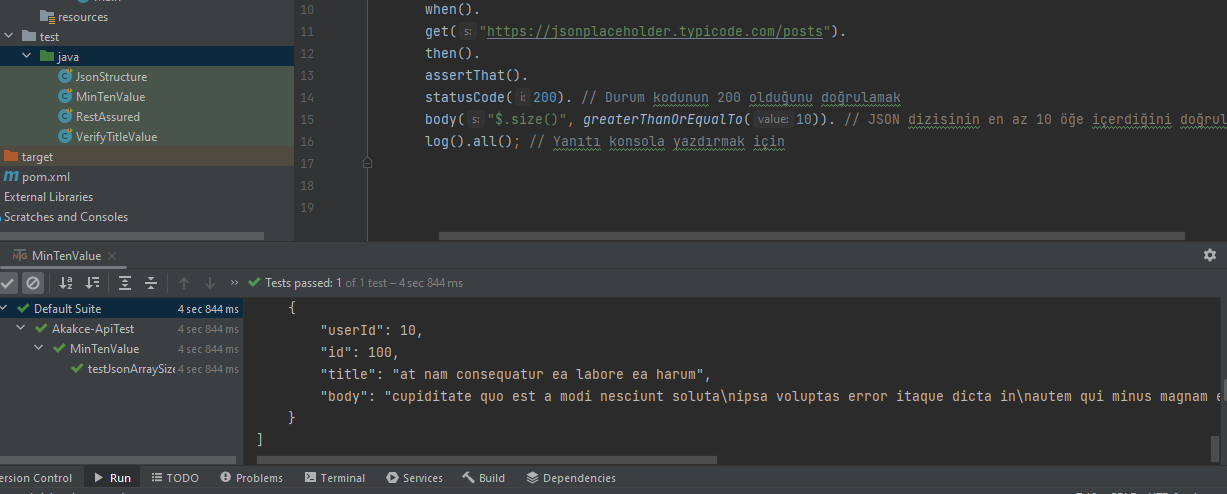 resources
test
java
JsonStructure
MinTenValue
RestAssured
VerifyTitleValue
target
pom.xml
External Libraries
Scratches and Consoles
10 when().
11 get( s: "https://jsonplaceholder.typicode.com/posts").
12 then().
13 assertThat().
14 statusCode( i: 200). // Durum kodunun 200 olduğunu doğrulamak
15 body( s: "$.size()", greaterThanOrEqualTo( value: 10)). // JSON dizisinin en az 10 öğe içerdiğini doğrul
16 log().all(); // Yanıtı konsola yazdırmak için
17
18
19
MinTenValue
Tests passed: 1 of 1 test – 4 sec 844 ms
Default Suite 4 sec 844 ms
Akakce-ApiTest 4 sec 844 ms
MinTenValue 4 sec 844 ms
testJsonArraySize 4 sec 844 ms
{
"userId": 10,
"id": 100,
"title": "at nam consequatur ea labore ea harum",
"body": "cupiditate quo est a modi nesciunt soluta\nipsa voluptas error itaque dicta in\nautem qui minus magnam e
}
]
ersion Control Run TODO Problems Terminal Services Build Dependencies